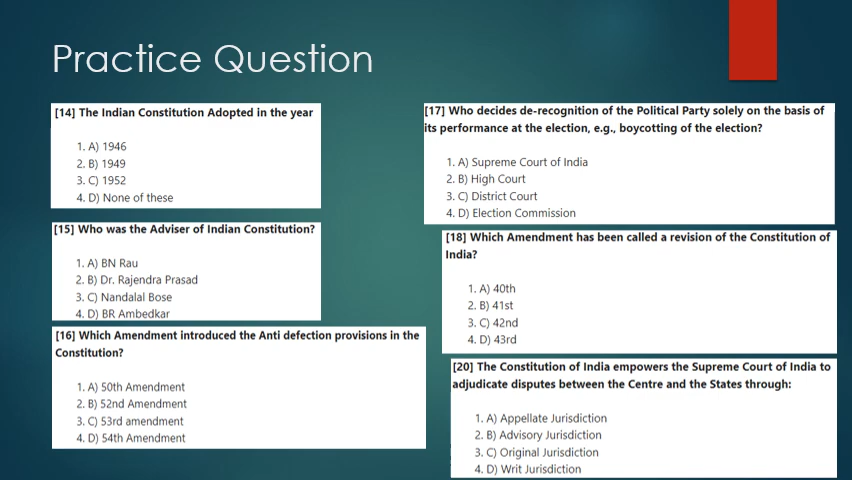 Practice Question
[14] The Indian Constitution Adopted in the year
1. A) 1946
2. B) 1949
3. C) 1952
4. D) None of these
[15] Who was the Adviser of Indian Constitution?
1. A) BN Rau
2. B) Dr. Rajendra Prasad
3. C) Nandalal Bose
4. D) BR Ambedkar
[16] Which Amendment introduced the Anti defection provisions in the
Constitution?
1. A) 50th Amendment
2. B) 52nd Amendment
3. C) 53rd amendment
4. D) 54th Amendment
[17] Who decides de-recognition of the Political Party solely on the basis of
its performance at the election, e.g., boycotting of the election?
1. A) Supreme Court of India
2. B) High Court
3. C) District Court
4. D) Election Commission
[18] Which Amendment has been called a revision of the Constitution of
India?
1. A) 40th
2. B) 41st
3. C) 42nd
4. D) 43rd
[20] The Constitution of India empowers the Supreme Court of India to
adjudicate disputes between the Centre and the States through:
1. A) Appellate Jurisdiction
2. B) Advisory Jurisdiction
3. C) Original Jurisdiction
4. D) Writ Jurisdiction